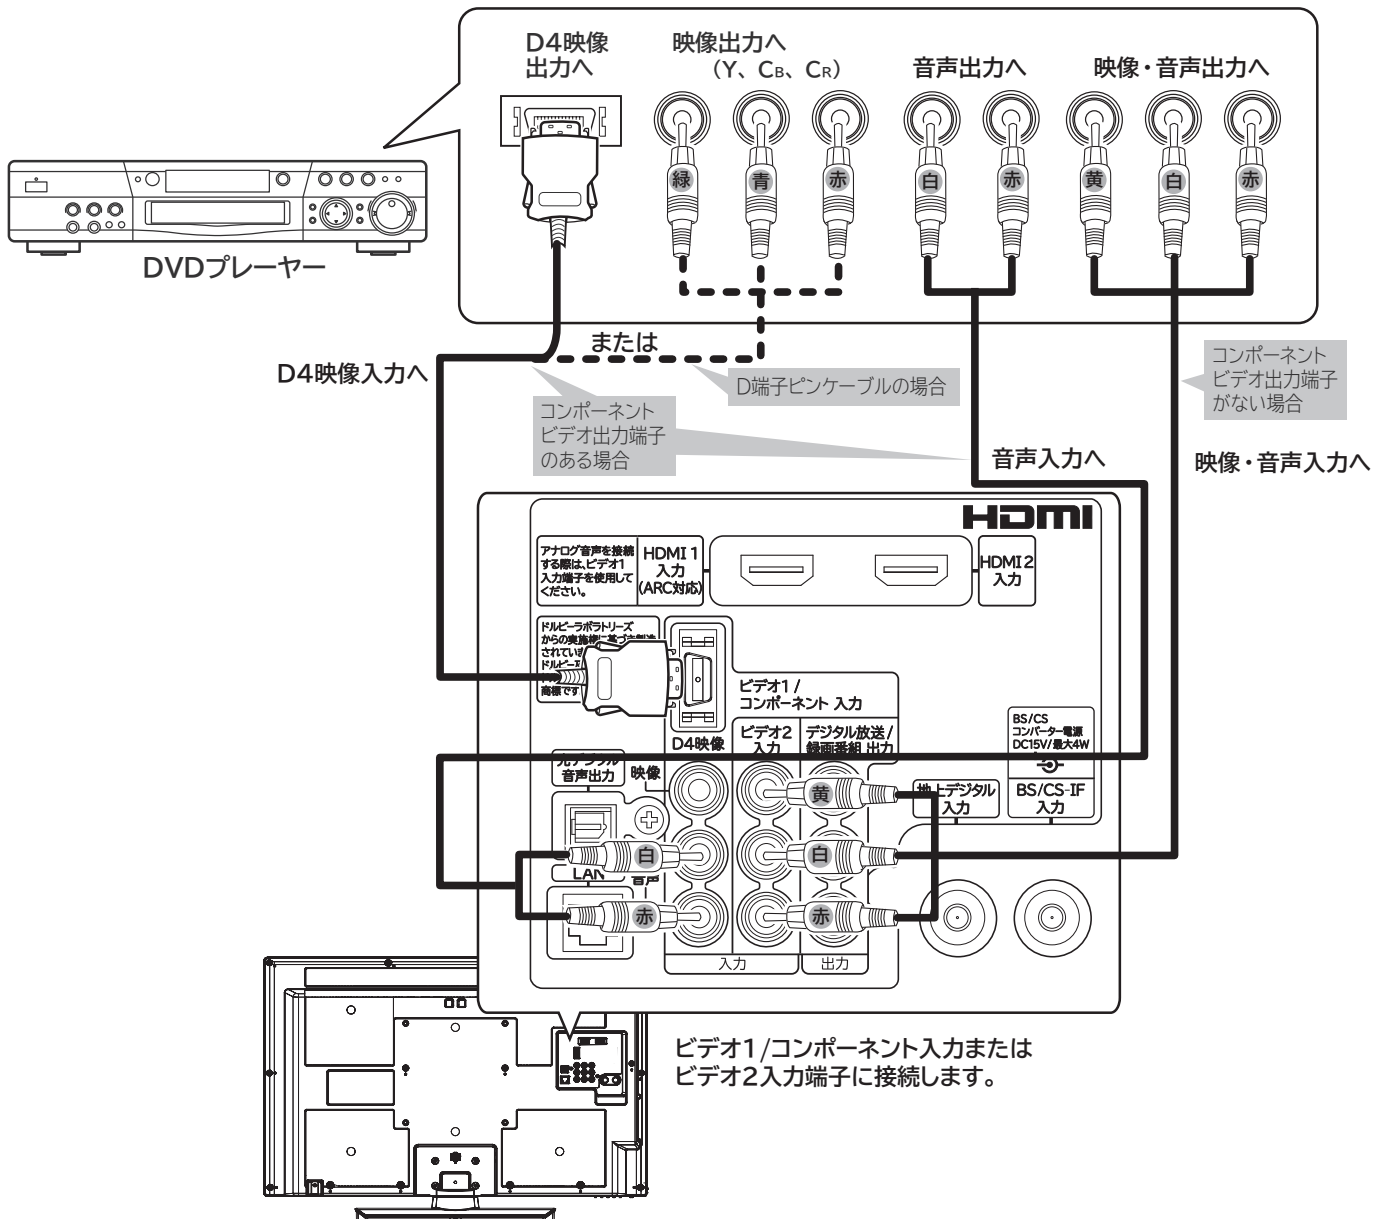 D4映像
出力へ
映像出力へ
（Y、CB、CR）
音声出力へ
映像・音声出力へ
緑
青
赤
白
赤
黄
白
赤
DVDプレーヤー
または
D4映像入力へ
D端子ピンケーブルの場合
コンポーネント
ビデオ出力端子
のある場合
コンポーネント
ビデオ出力端子
がない場合
音声入力へ
映像・音声入力へ
HDMI
アナログ音声を接続
する際は、ビデオ1
入力端子を使用して
ください。
HDMI 1
入力
(ARC対応)
HDMI 2
入力
ドルビーラボラトリーズ
からの実施権に基づき製造
されていま
ドルビー
商標です
ビデオ1 /
コンポーネント 入力
D4映像
ビデオ2
入力
デジタル放送 /
録画番組 出力
BS/CS
コンバーター電源
DC15V/最大4W
光デジタル
音声出力
映像
地上デジタル
入力
BS/CS-IF
入力
黄
白
白
LAN
音声
赤
赤
入力
出力
ビデオ1/コンポーネント入力または
ビデオ2入力端子に接続します。